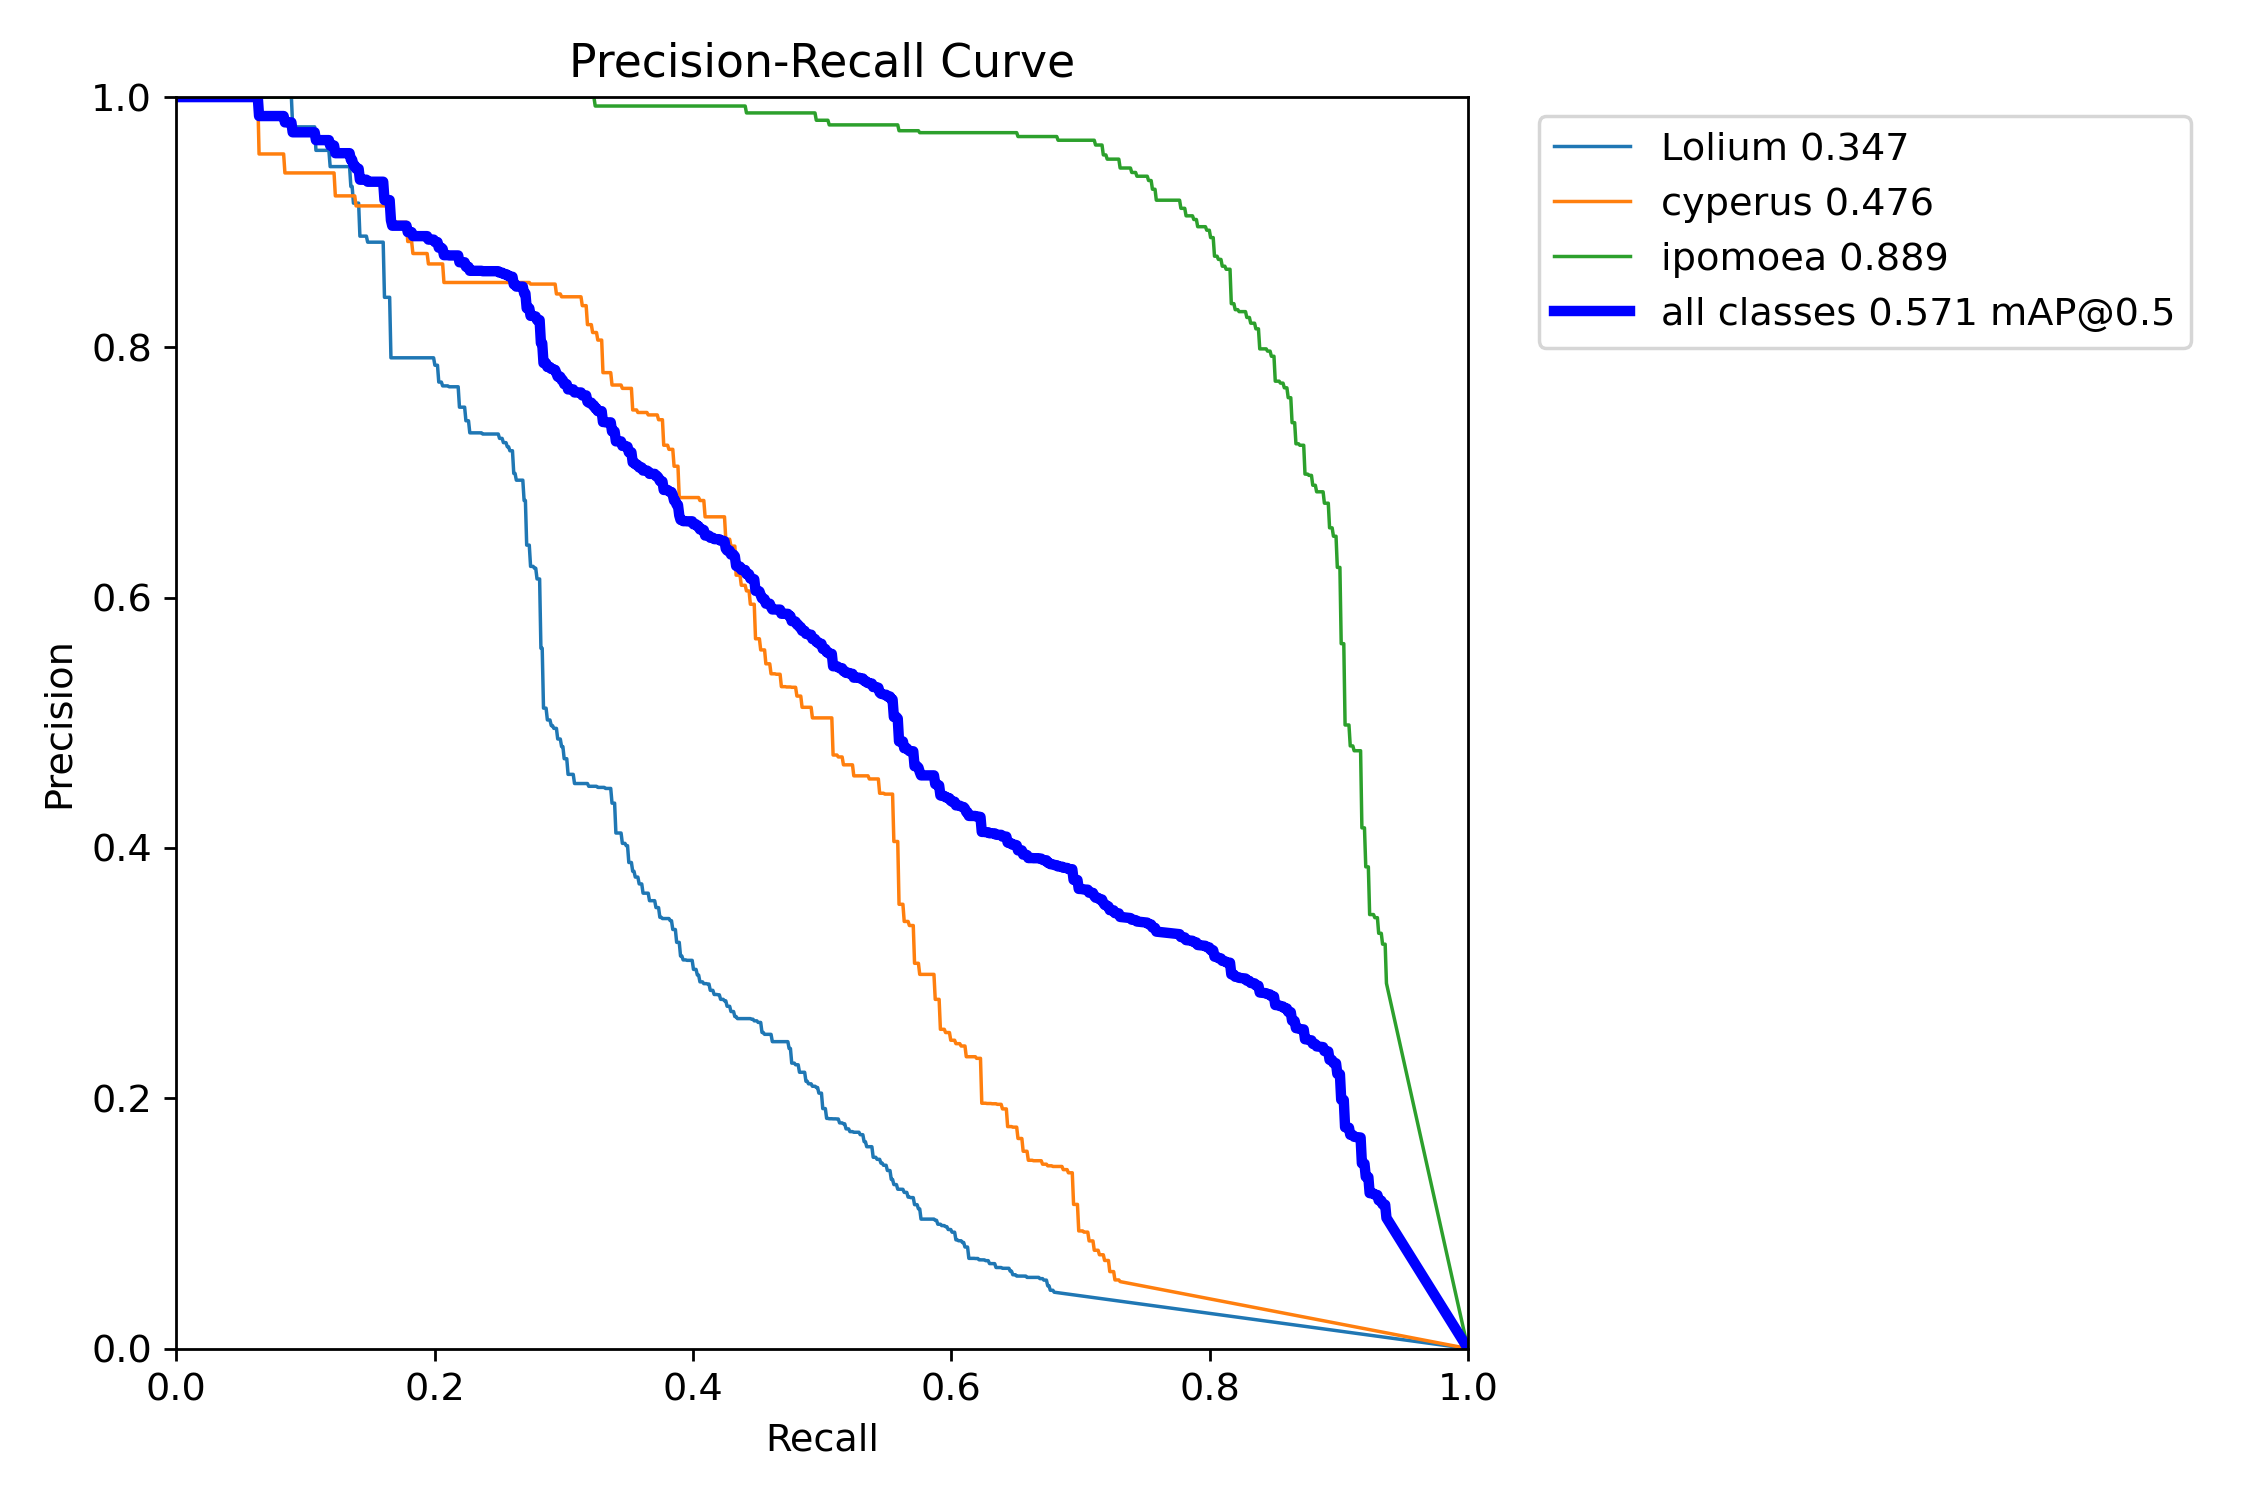 Precision-Recall Curve
1.0
0.8
0.6
0.4
0.2
0.0
Precision
0.0 0.2 0.4 0.6 0.8 1.0
Recall
Lolium 0.347
cyperus 0.476
ipomoea 0.889
all classes 0.571 mAP@0.5